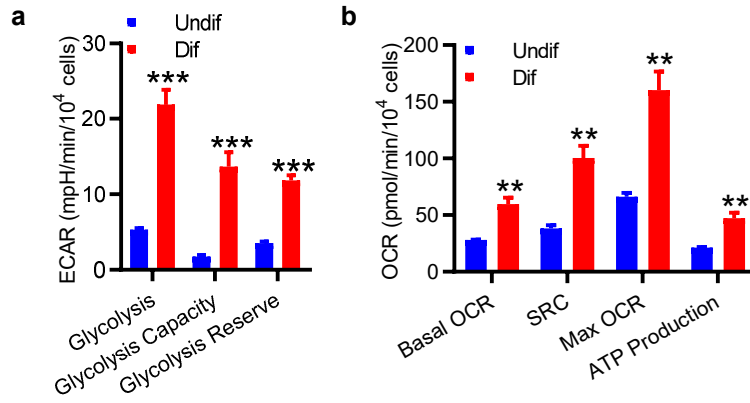 a
Undif
Dif
ECAR (mpH/min/10⁴ cells)
30
20
10
0
***
***
***
Glycolysis
Glycolysis Capacity
Glycolysis Reserve
b
Undif
Dif
OCR (pmol/min/10⁴ cells)
200
150
100
50
0
**
**
**
**
Basal OCR
SRC
Max OCR
ATP Production